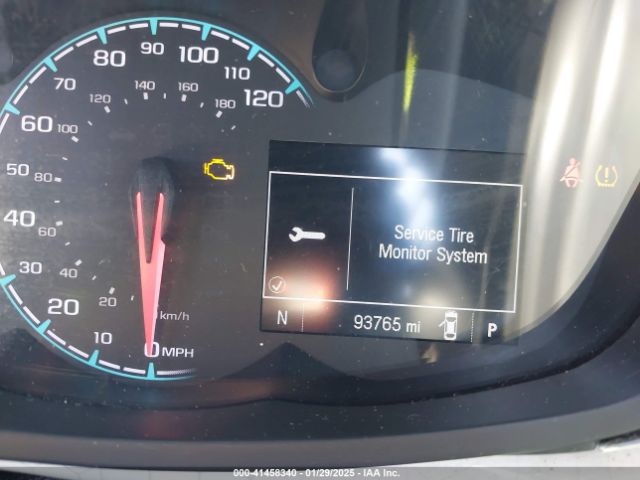 90
80
100
70
110
140
160
120
180
120
60
100
50
80
40
60
30
40
20
20
km/h
10
0 MPH
Service Tire
Monitor System
N
93765 mi
P
000-41458340 | 01/29/2025 | IAA Inc.